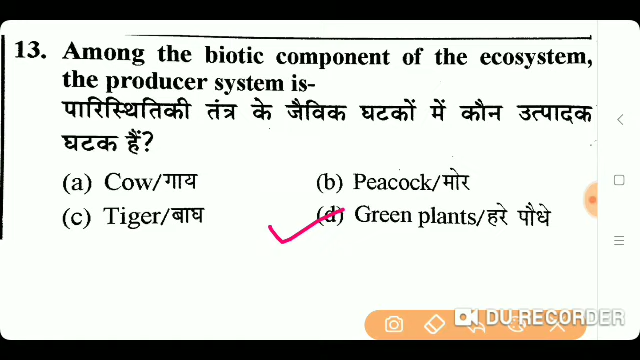 13. Among the biotic component of the ecosystem,
the producer system is-
पारिस्थितिकी तंत्र के जैविक घटकों में कौन उत्पादक
घटक हैं?
(a) Cow/गाय (b) Peacock/मोर
(c) Tiger/बाघ (d) Green plants/हरे पौधे
DU RECORDER